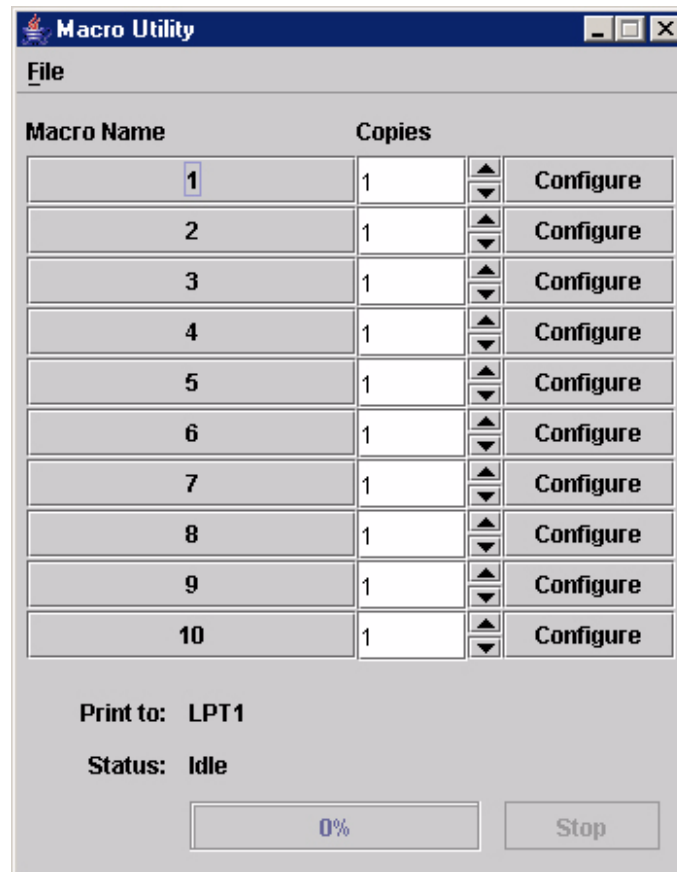 Macro Utility
File
Macro Name Copies
1 1 Configure
2 1 Configure
3 1 Configure
4 1 Configure
5 1 Configure
6 1 Configure
7 1 Configure
8 1 Configure
9 1 Configure
10 1 Configure
Print to: LPT1
Status: Idle
0% Stop